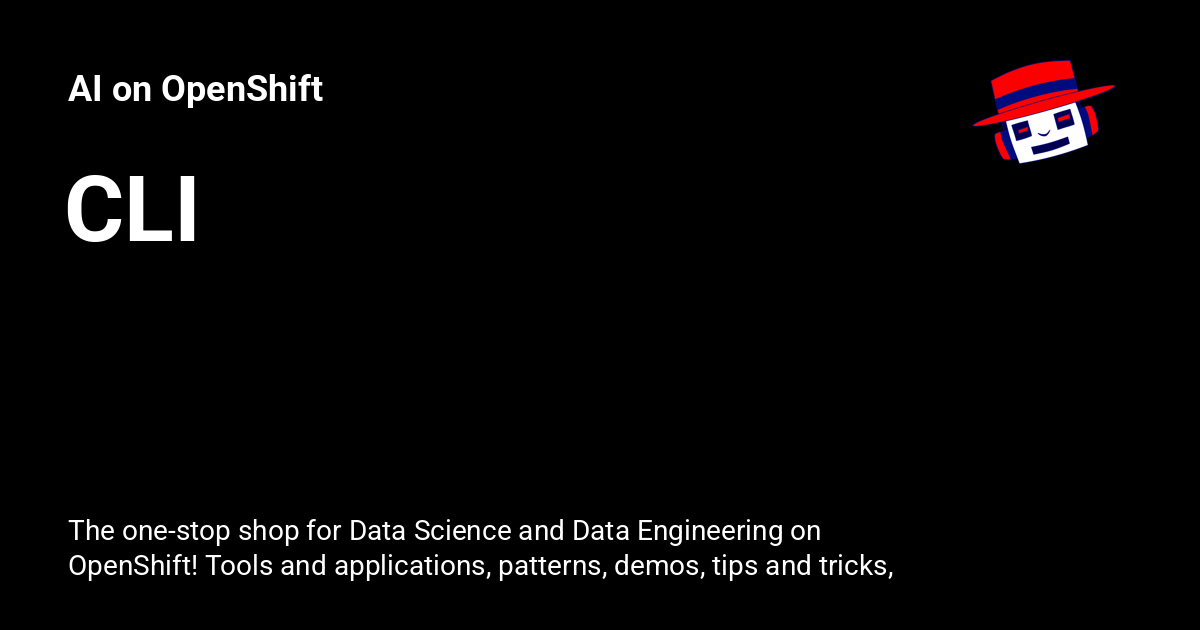 AI on OpenShift
CLI
The one-stop shop for Data Science and Data Engineering on
OpenShift! Tools and applications, patterns, demos, tips and tricks,